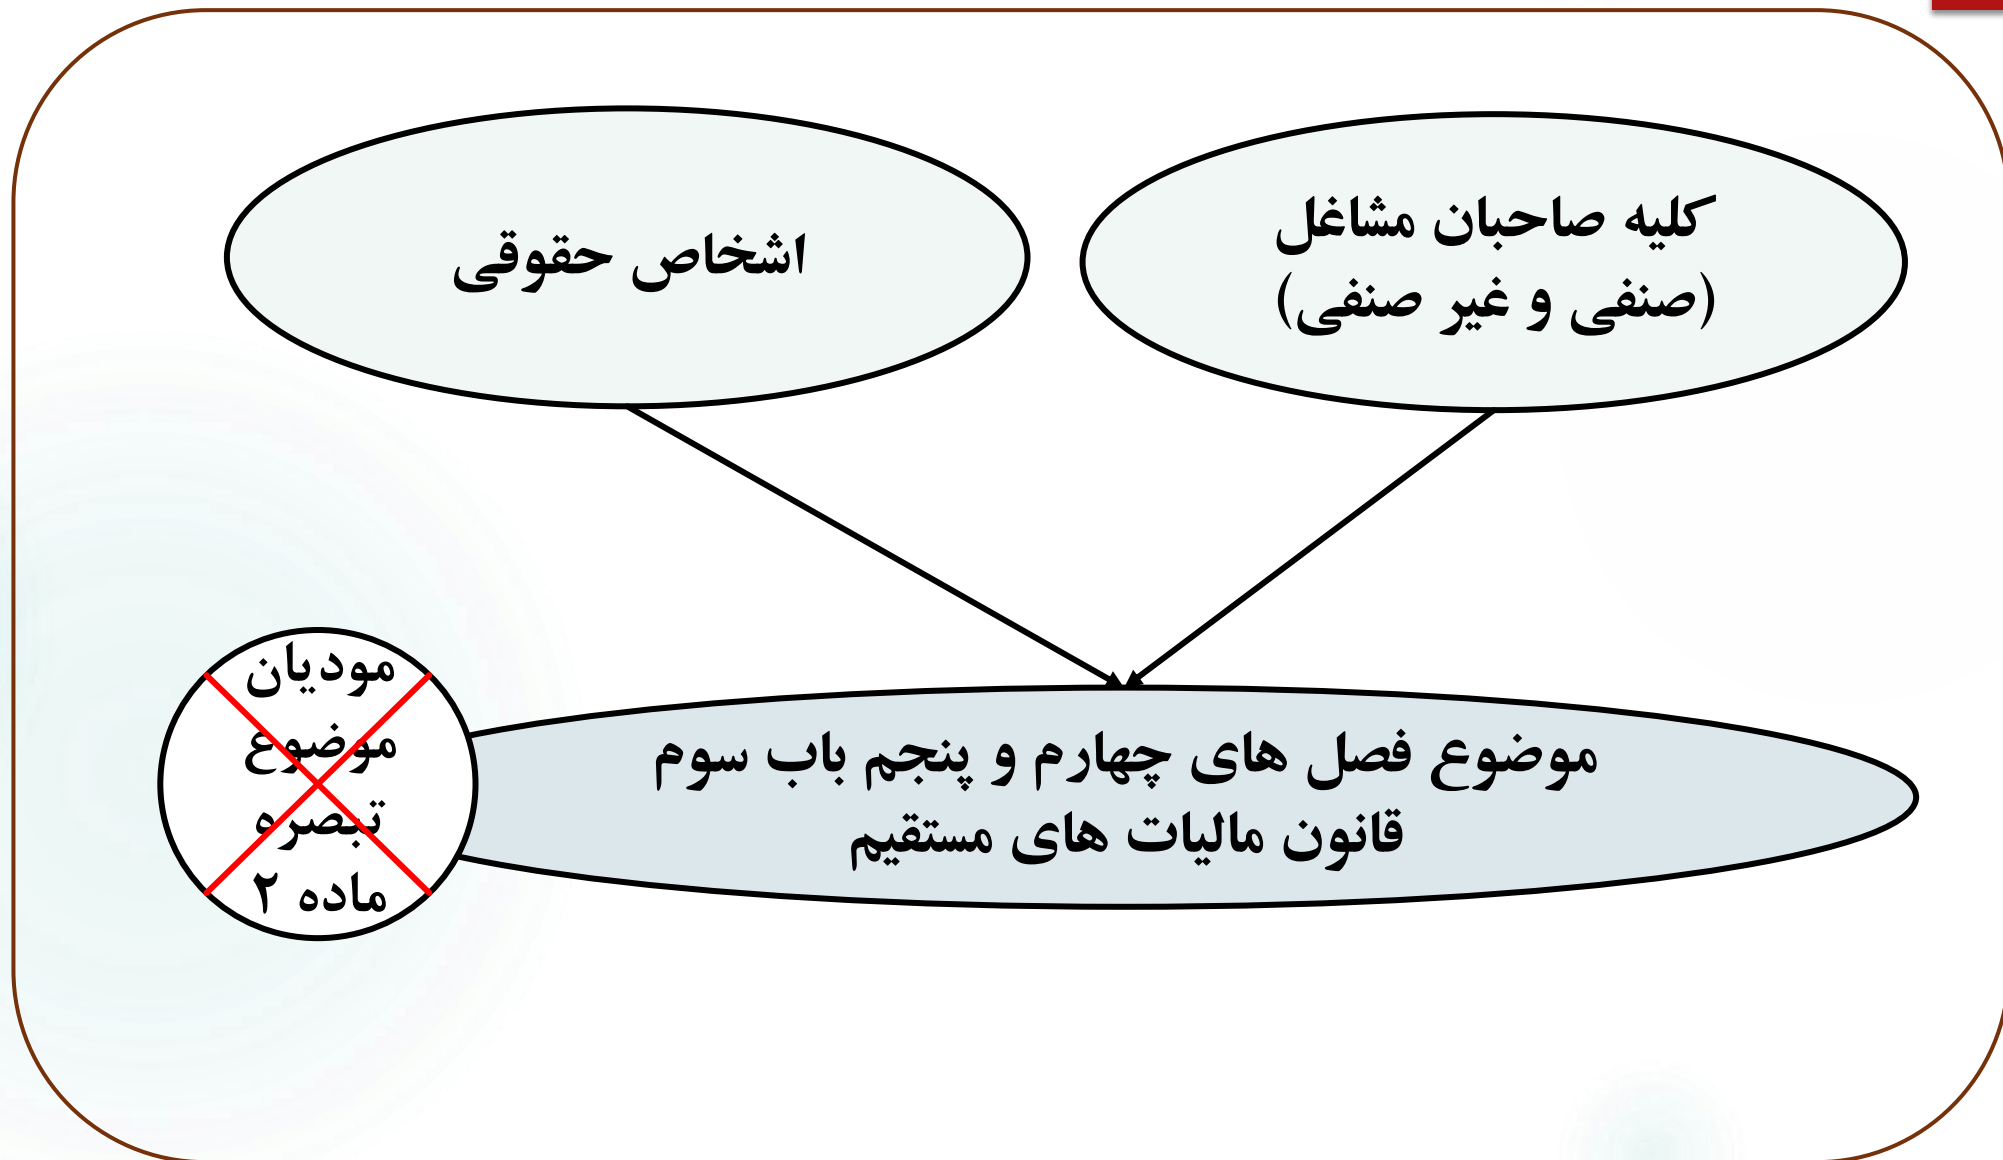 کلیه صاحبان مشاغل
(صنفی و غیر صنفی)
اشخاص حقوقی
موضوع فصل های چهارم و پنجم باب سوم
قانون مالیات های مستقیم
مودیان
موضوع
تبصره
ماده ۲